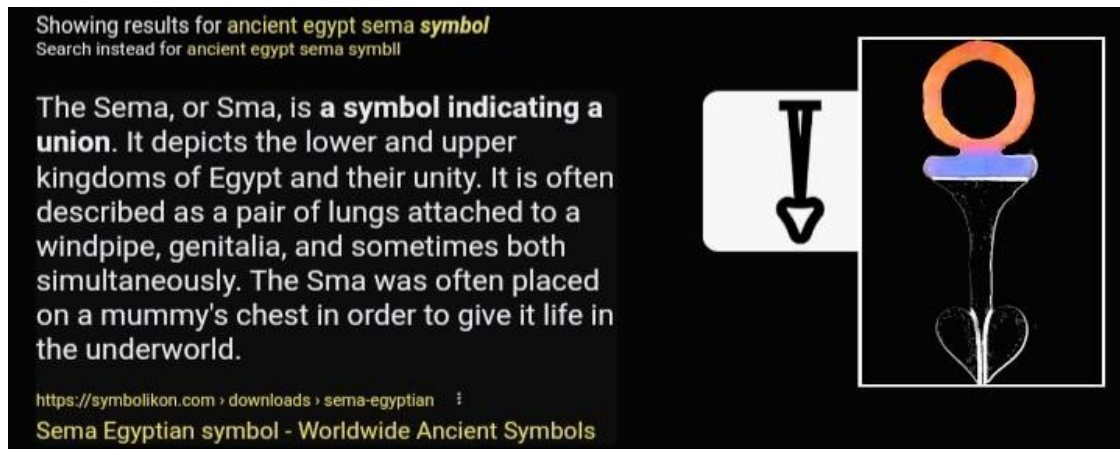 Showing results for ancient egypt sema symbol
Search instead for ancient egypt sema symbll
The Sema, or Sma, is a symbol indicating a
union. It depicts the lower and upper
kingdoms of Egypt and their unity. It is often
described as a pair of lungs attached to a
windpipe, genitalia, and sometimes both
simultaneously. The Sma was often placed
on a mummy's chest in order to give it life in
the underworld.
https://symbolikon.com › downloads › sema-egyptian
Sema Egyptian symbol - Worldwide Ancient Symbols